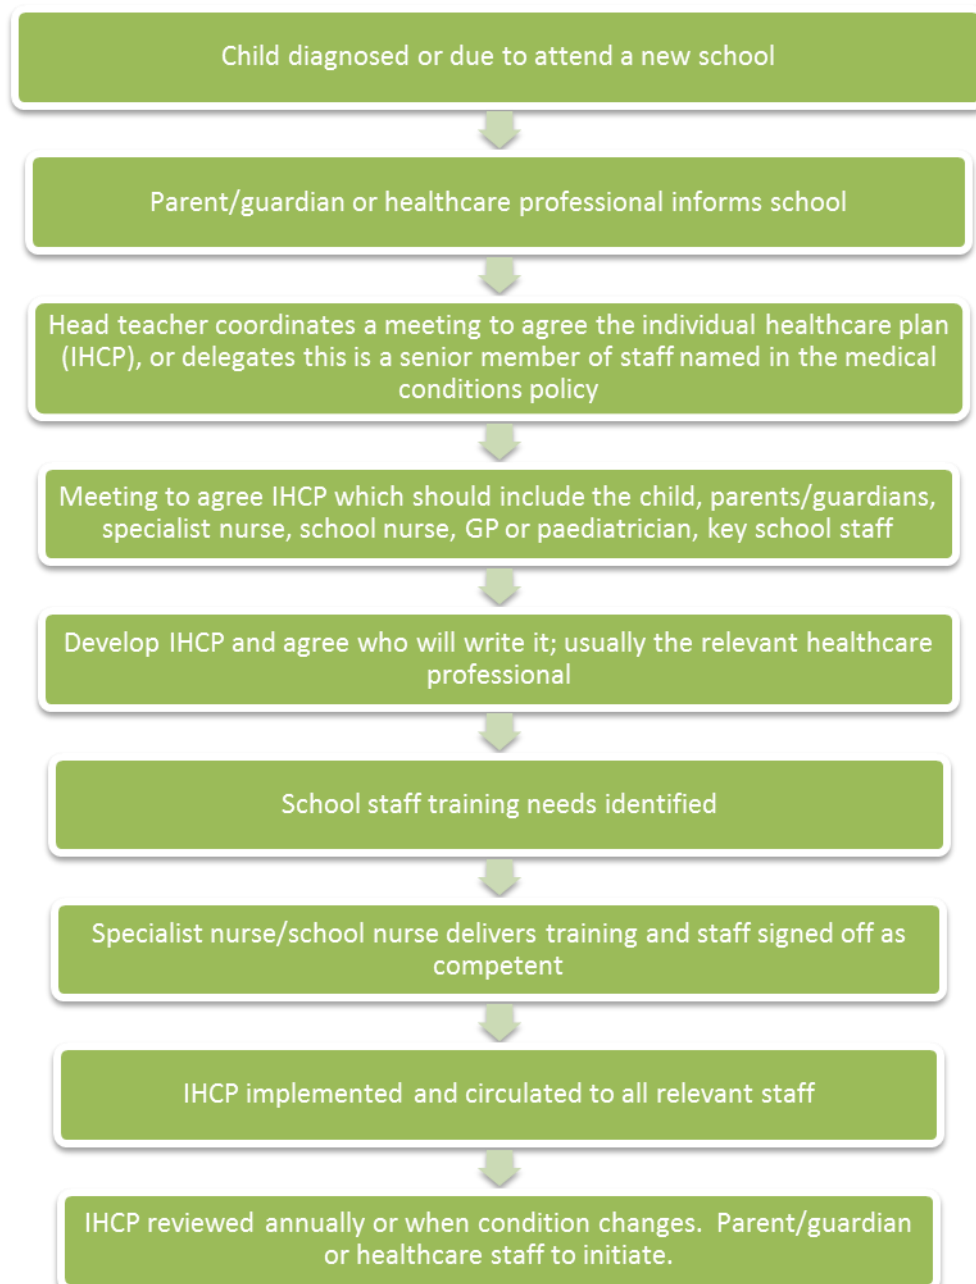 Child diagnosed or due to attend a new school
Parent/guardian or healthcare professional informs school
Head teacher coordinates a meeting to agree the individual healthcare plan
(IHCP), or delegates this is a senior member of staff named in the medical
conditions policy
Meeting to agree IHCP which should include the child, parents/guardians,
specialist nurse, school nurse, GP or paediatrician, key school staff
Develop IHCP and agree who will write it; usually the relevant healthcare
professional
School staff training needs identified
Specialist nurse/school nurse delivers training and staff signed off as
competent
IHCP implemented and circulated to all relevant staff
IHCP reviewed annually or when condition changes. Parent/guardian
or healthcare staff to initiate.